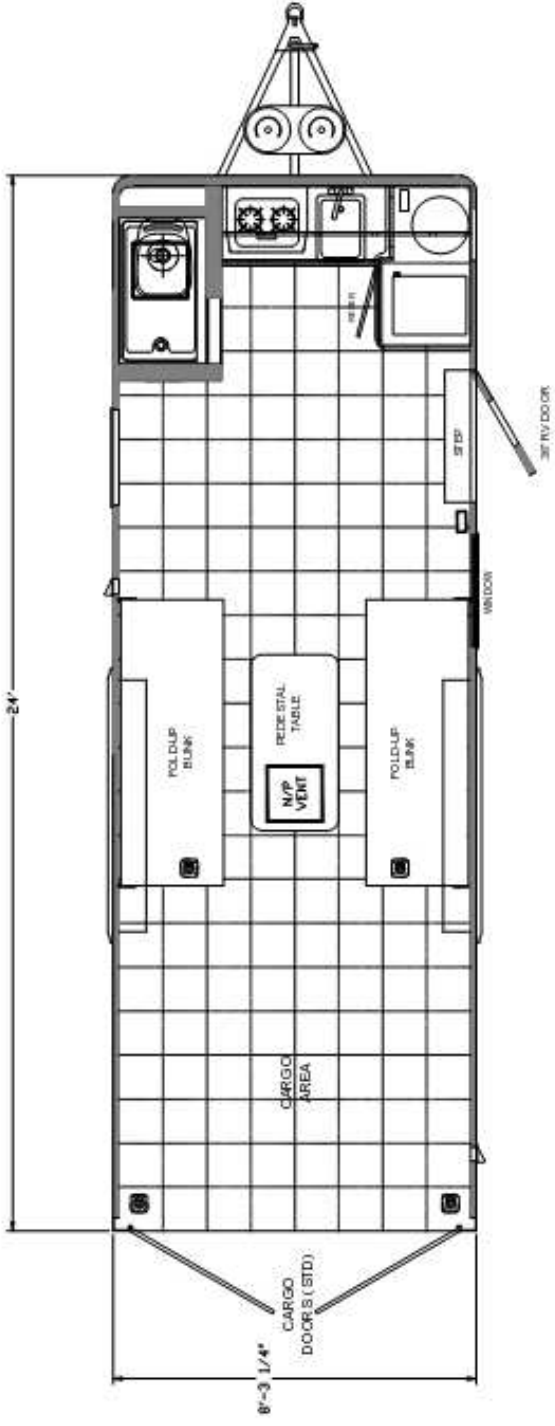 24'
REFER
STEP
30" RV DOOR
WINDOW
FOLD-UP
BUNK
PEDESTAL
TABLE
N/P
VENT
FOLD-UP
BUNK
CARGO
AREA
CARGO
DOORS (STD)
8'-3 1/4"